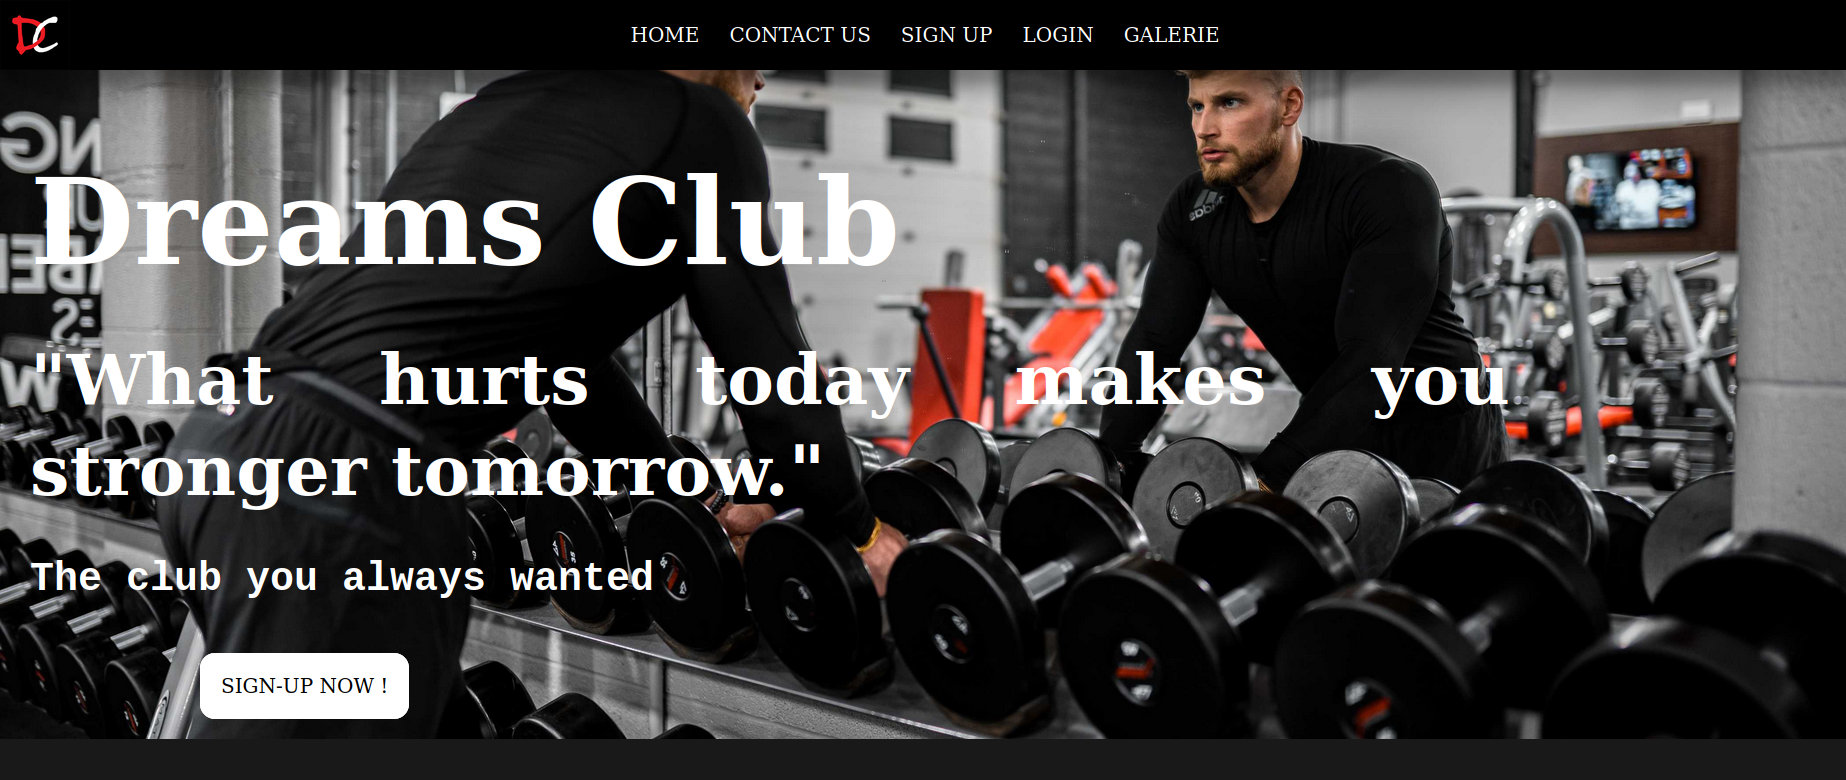 DC
HOME CONTACT US SIGN UP LOGIN GALERIE
Dreams Club
"What hurts today makes you
stronger tomorrow."
The club you always wanted
SIGN-UP NOW !
adidas